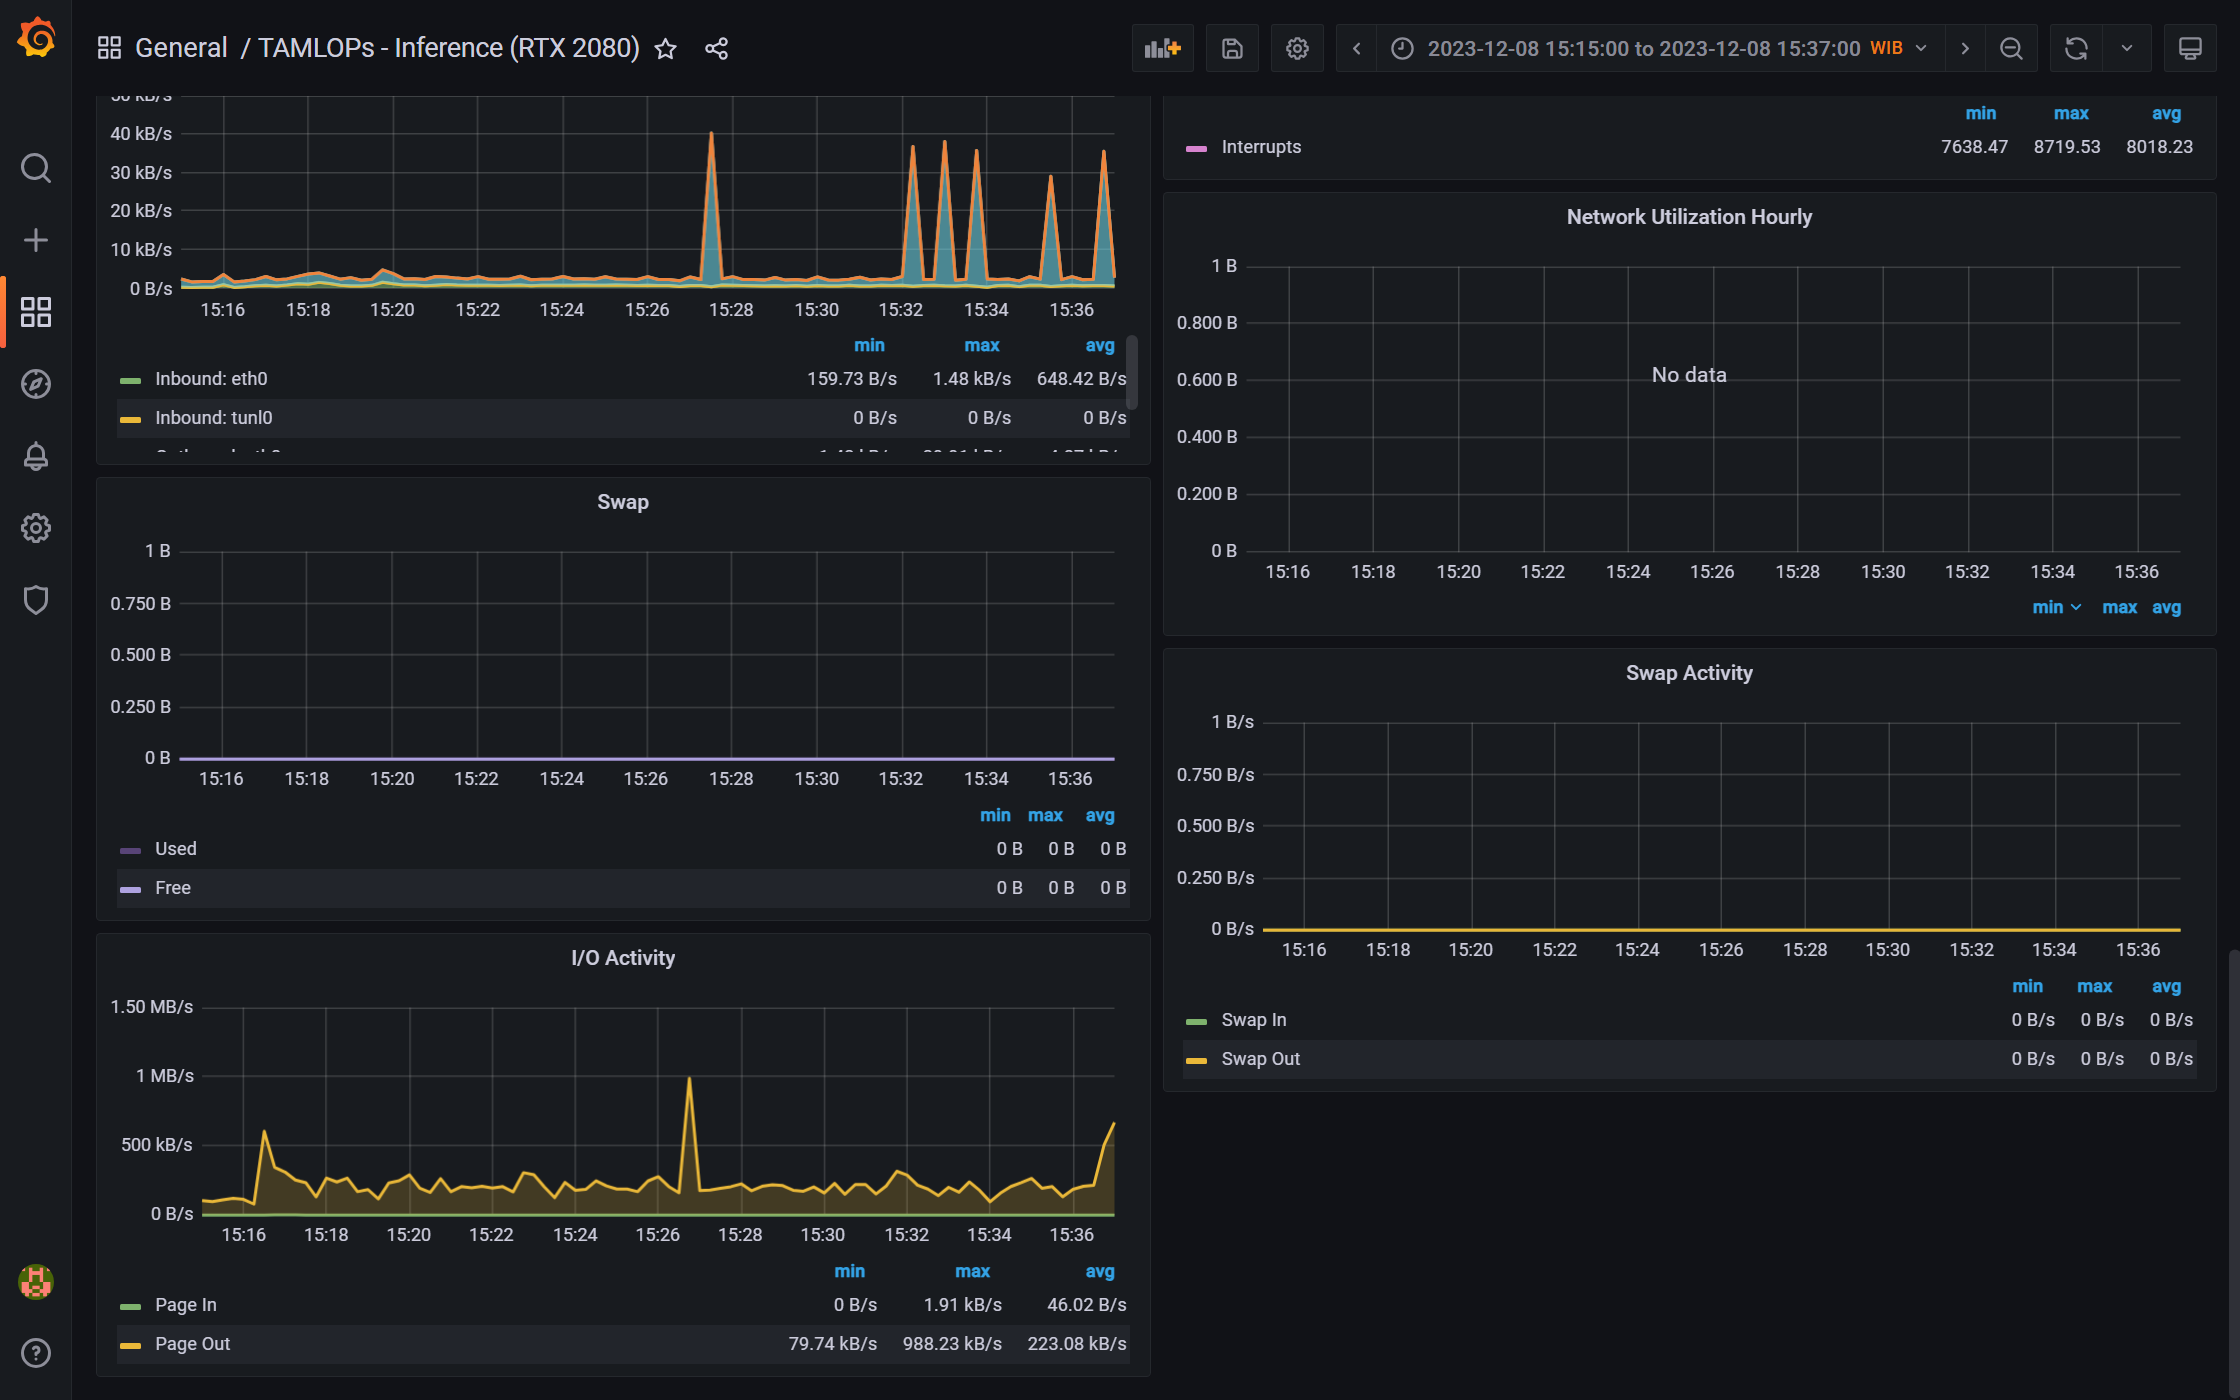 General / TAMLOPs - Inference (RTX 2080)
2023-12-08 15:15:00 to 2023-12-08 15:37:00 WIB
40 kB/s
30 kB/s
20 kB/s
10 kB/s
0 B/s
15:16 15:18 15:20 15:22 15:24 15:26 15:28 15:30 15:32 15:34 15:36
min max avg
Inbound: eth0 159.73 B/s 1.48 kB/s 648.42 B/s
Inbound: tunl0 0 B/s 0 B/s 0 B/s
min max avg
Interrupts 7638.47 8719.53 8018.23
Network Utilization Hourly
1 B
0.800 B
0.600 B
0.400 B
0.200 B
0 B
No data
15:16 15:18 15:20 15:22 15:24 15:26 15:28 15:30 15:32 15:34 15:36
min max avg
Swap
1 B
0.750 B
0.500 B
0.250 B
0 B
15:16 15:18 15:20 15:22 15:24 15:26 15:28 15:30 15:32 15:34 15:36
min max avg
Used 0 B 0 B 0 B
Free 0 B 0 B 0 B
Swap Activity
1 B/s
0.750 B/s
0.500 B/s
0.250 B/s
0 B/s
15:16 15:18 15:20 15:22 15:24 15:26 15:28 15:30 15:32 15:34 15:36
min max avg
Swap In 0 B/s 0 B/s 0 B/s
Swap Out 0 B/s 0 B/s 0 B/s
I/O Activity
1.50 MB/s
1 MB/s
500 kB/s
0 B/s
15:16 15:18 15:20 15:22 15:24 15:26 15:28 15:30 15:32 15:34 15:36
min max avg
Page In 0 B/s 1.91 kB/s 46.02 B/s
Page Out 79.74 kB/s 988.23 kB/s 223.08 kB/s